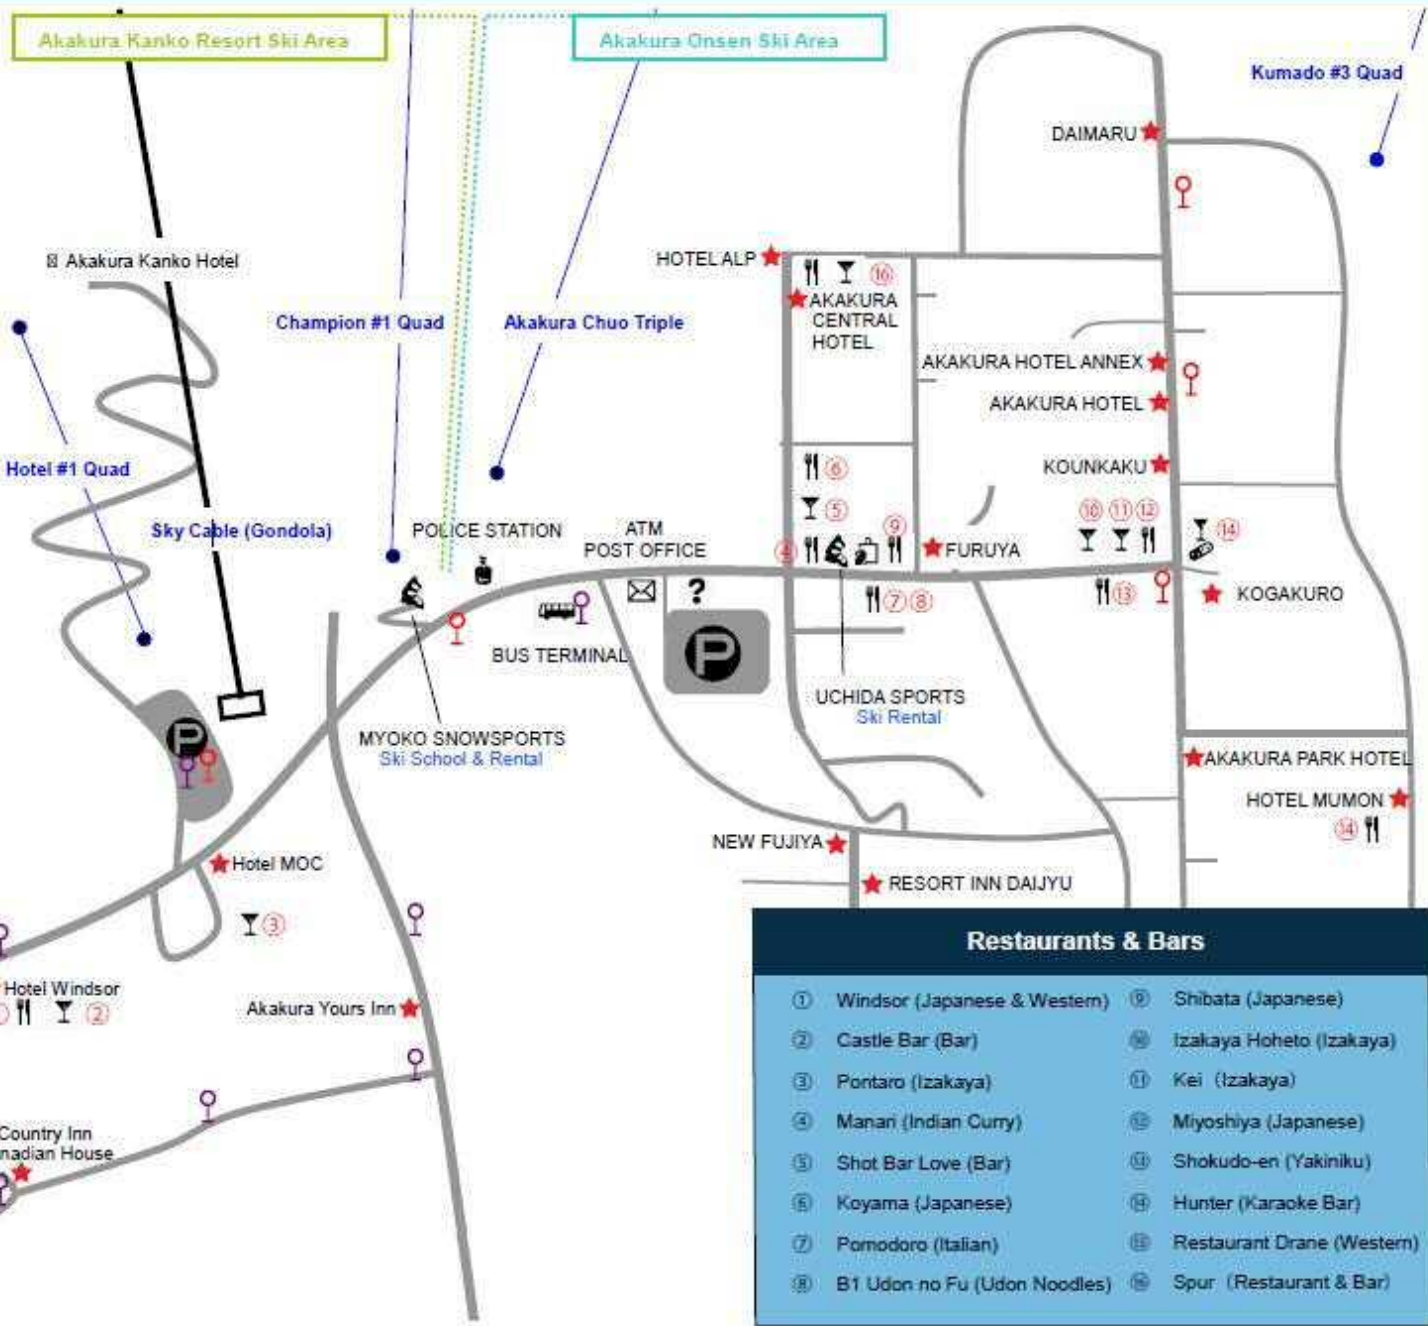 Akakura Kanko Resort Ski Area
Akakura Onsen Ski Area
Kumado #3 Quad
DAIMARU
Akakura Kanko Hotel
HOTEL ALP
⑯
AKAKURA
CENTRAL
HOTEL
Champion #1 Quad
Akakura Chuo Triple
AKAKURA HOTEL ANNEX
AKAKURA HOTEL
Hotel #1 Quad
⑥
KOUNKAKU
⑤
Sky Cable (Gondola)
POLICE STATION
ATM
POST OFFICE
④
⑨
FURUYA
⑩ ⑪ ⑫
⑭
?
⑦ ⑧
⑬
KOGAKURO
P
BUS TERMINAL
UCHIDA SPORTS
Ski Rental
P
MYOKO SNOWSPORTS
Ski School & Rental
AKAKURA PARK HOTEL
HOTEL MUMON
⑭
NEW FUJIYA
Hotel MOC
RESORT INN DAIJYU
③
Hotel Windsor
②
Akakura Yours Inn
Country Inn
nadian House
Restaurants & Bars
① Windsor (Japanese & Western)
② Castle Bar (Bar)
③ Pontaro (Izakaya)
④ Manari (Indian Curry)
⑤ Shot Bar Love (Bar)
⑥ Koyama (Japanese)
⑦ Pomodoro (Italian)
⑧ B1 Udon no Fu (Udon Noodles)
⑨ Shibata (Japanese)
⑩ Izakaya Hoheto (Izakaya)
⑪ Kei (Izakaya)
⑫ Miyoshiya (Japanese)
⑬ Shokudo-en (Yakiniku)
⑭ Hunter (Karaoke Bar)
⑮ Restaurant Drane (Western)
⑯ Spur (Restaurant & Bar)